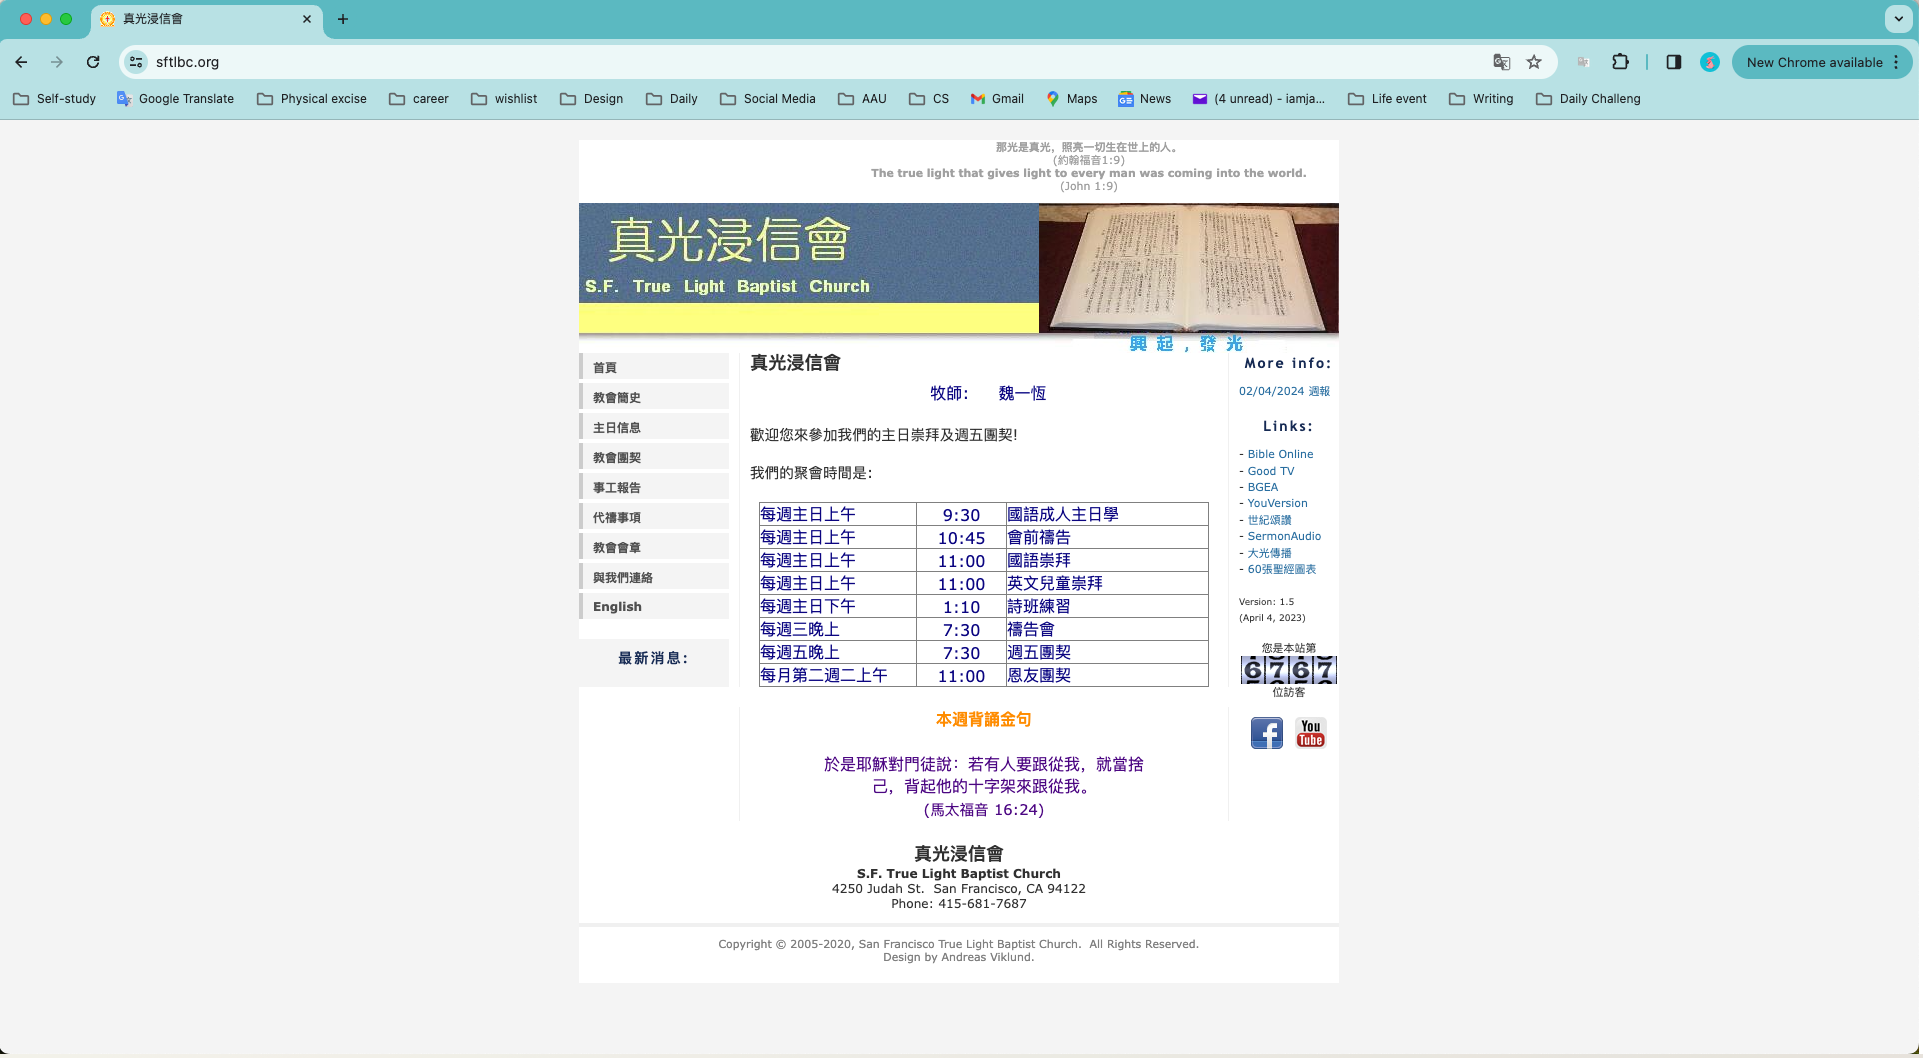 真光浸信會
sftlbc.org
New Chrome available
Self-study
Google Translate
Physical excise
career
wishlist
Design
Daily
Social Media
AAU
CS
Gmail
Maps
News
(4 unread) - iamja...
Life event
Writing
Daily Challeng
那光是真光，照亮一切生在世上的人。
(約翰福音1:9)
The true light that gives light to every man was coming into the world.
(John 1:9)
真光浸信會
S.F. True Light Baptist Church
興起,發光
首頁
教會簡史
主日信息
教會團契
事工報告
代禱事項
教會會章
與我們連絡
English
最新消息:
真光浸信會
牧師： 魏一恆
歡迎您來參加我們的主日崇拜及週五團契!
我們的聚會時間是:
每週主日上午 9:30 國語成人主日學
每週主日上午 10:45 會前禱告
每週主日上午 11:00 國語崇拜
每週主日上午 11:00 英文兒童崇拜
每週主日下午 1:10 詩班練習
每週三晚上 7:30 禱告會
每週五晚上 7:30 週五團契
每月第二週二上午 11:00 恩友團契
本週背誦金句
於是耶穌對門徒說：若有人要跟從我，就當捨
己，背起他的十字架來跟從我。
(馬太福音 16:24)
More info:
02/04/2024 週報
Links:
- Bible Online
- Good TV
- BGEA
- YouVersion
- 世紀頌讚
- SermonAudio
- 大光傳播
- 60張聖經圖表
Version: 1.5
(April 4, 2023)
您是本站第
6767
位訪客
You
Tube
真光浸信會
S.F. True Light Baptist Church
4250 Judah St. San Francisco, CA 94122
Phone: 415-681-7687
Copyright © 2005-2020, San Francisco True Light Baptist Church. All Rights Reserved.
Design by Andreas Viklund.